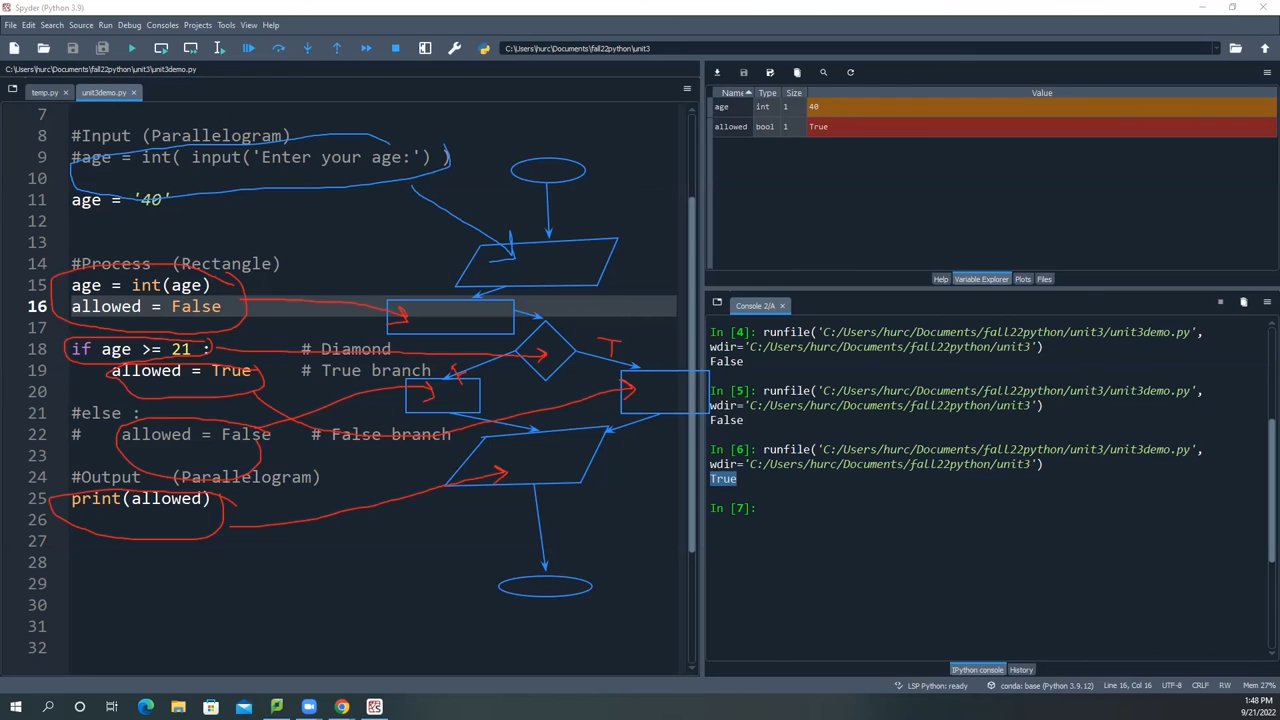 Spyder (Python 3.9)
File Edit Search Source Run Debug Consoles Projects Tools View Help
C:\Users\hurc\Documents\fall22python\unit3
C:\Users\hurc\Documents\fall22python\unit3\unit3demo.py
temp.py
unit3demo.py
7
8 #Input (Parallelogram)
9 #age = int( input('Enter your age:') )
10
11 age = '40'
12
13
14 #Process (Rectangle)
15 age = int(age)
16 allowed = False
17
18 if age >= 21 : # Diamond
19 allowed = True # True branch
20
21 #else :
22 # allowed = False # False branch
23
24 #Output (Parallelogram)
25 print(allowed)
26
27
28
29
30
31
32
T
Name Type Size Value
age int 1 40
allowed bool 1 True
Help Variable Explorer Plots Files
Console 2/A
In [4]: runfile('C:/Users/hurc/Documents/fall22python/unit3/unit3demo.py',
wdir='C:/Users/hurc/Documents/fall22python/unit3')
False
In [5]: runfile('C:/Users/hurc/Documents/fall22python/unit3/unit3demo.py',
wdir='C:/Users/hurc/Documents/fall22python/unit3')
False
In [6]: runfile('C:/Users/hurc/Documents/fall22python/unit3/unit3demo.py',
wdir='C:/Users/hurc/Documents/fall22python/unit3')
True
In [7]:
IPython console History
LSP Python: ready conda: base (Python 3.9.12) Line 16, Col 16 UTF-8 CRLF RW Mem 27%
1:48 PM
9/21/2022